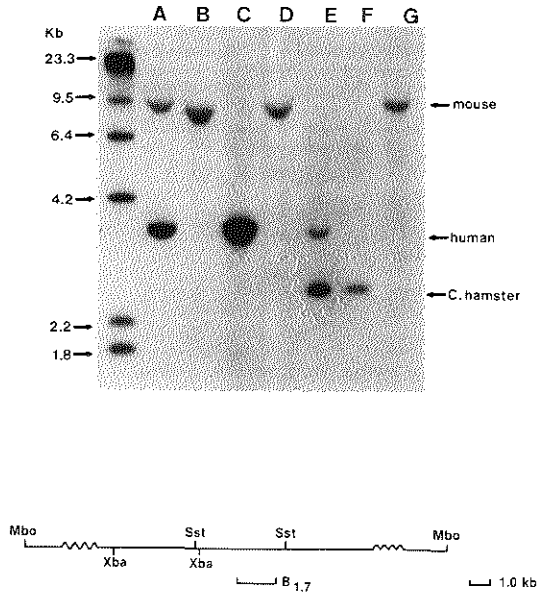 Kb
A B C D E F G
23.3
9.5
6.4
4.2
2.2
1.8
mouse
human
C. hamster
Mbo Sst Sst Mbo
Xba Xba
B 1,7
1.0 kb